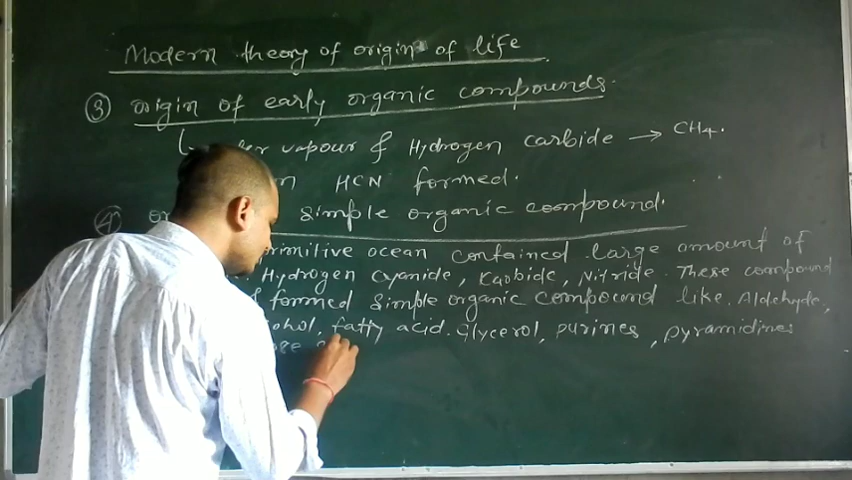 Modern theory of origin of life
③ origin of early organic compounds.
vapour & Hydrogen carbide → CH4.
HCN formed.
④ simple organic compound.
primitive ocean contained large amount of
Hydrogen cyanide, Karbide, Nitride. These compound
formed simple organic compound like Aldehyde,
fatty acid. Glycerol, purines, pyramidines